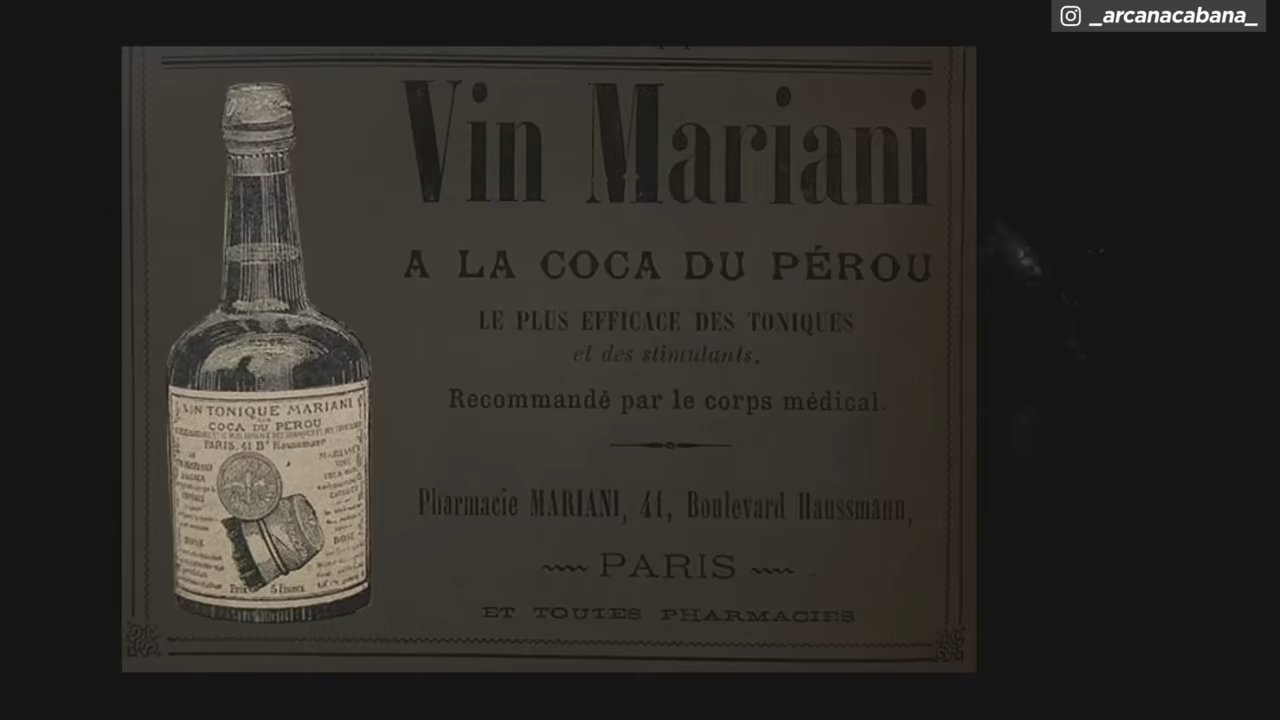 _arcanacabana_
Vin Mariani
A LA COCA DU PÉROU
LE PLUS EFFICACE DES TONIQUES
et des stimulants.
Recommandé par le corps médical.
Pharmacie MARIANI, 41, Boulevard Haussmann,
PARIS
ET TOUTES PHARMACIES
VIN TONIQUE MARIANI
COCA DU PEROU
PARIS. 41 Bd Haussmann